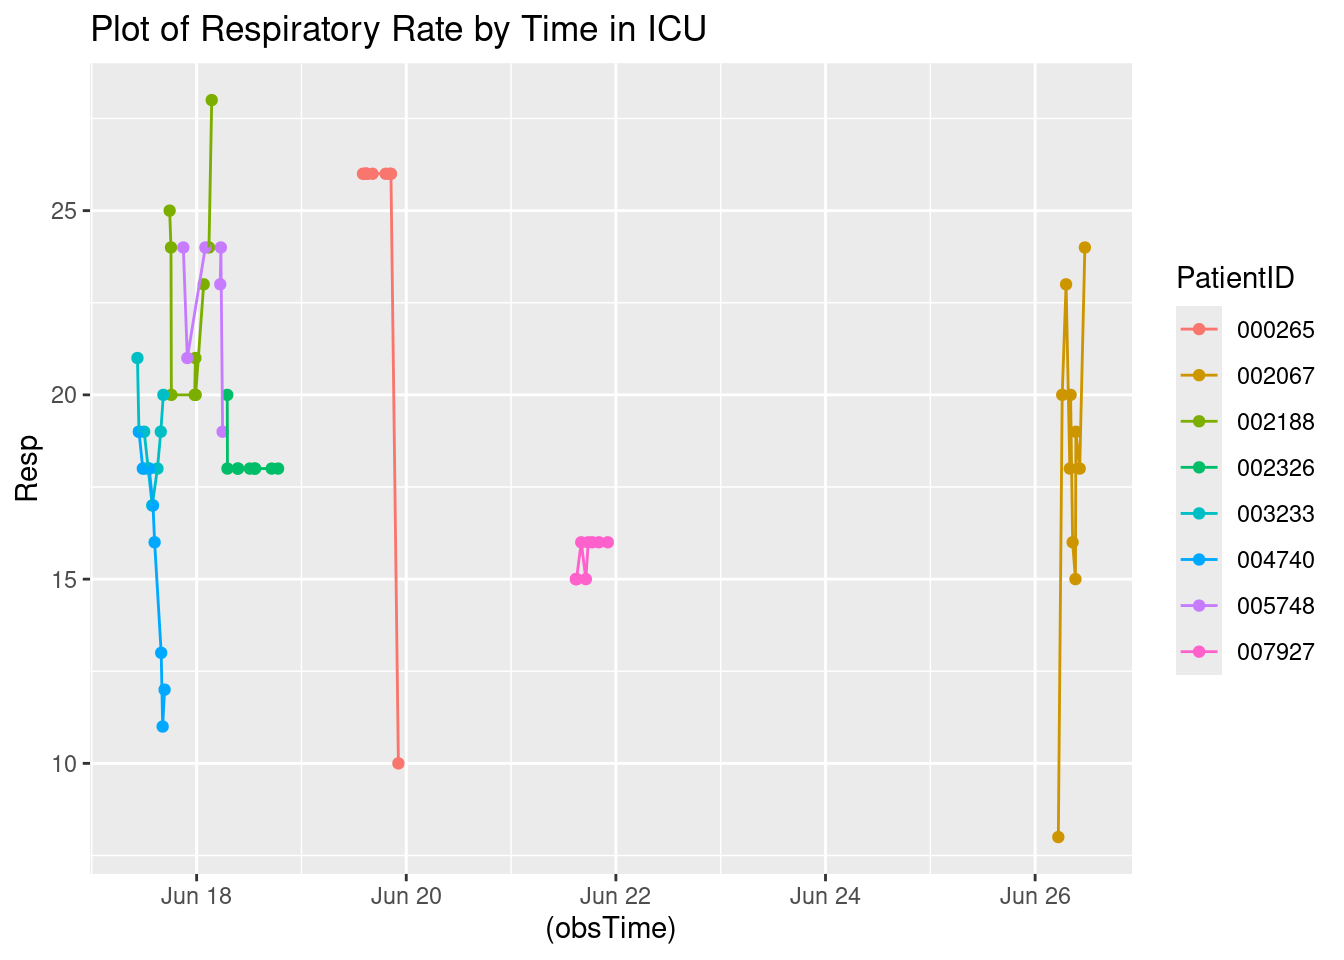 Plot of Respiratory Rate by Time in ICU
Resp
25
20
15
10
Jun 18
Jun 20
Jun 22
Jun 24
Jun 26
(obsTime)
PatientID
000265
002067
002188
002326
003233
004740
005748
007927